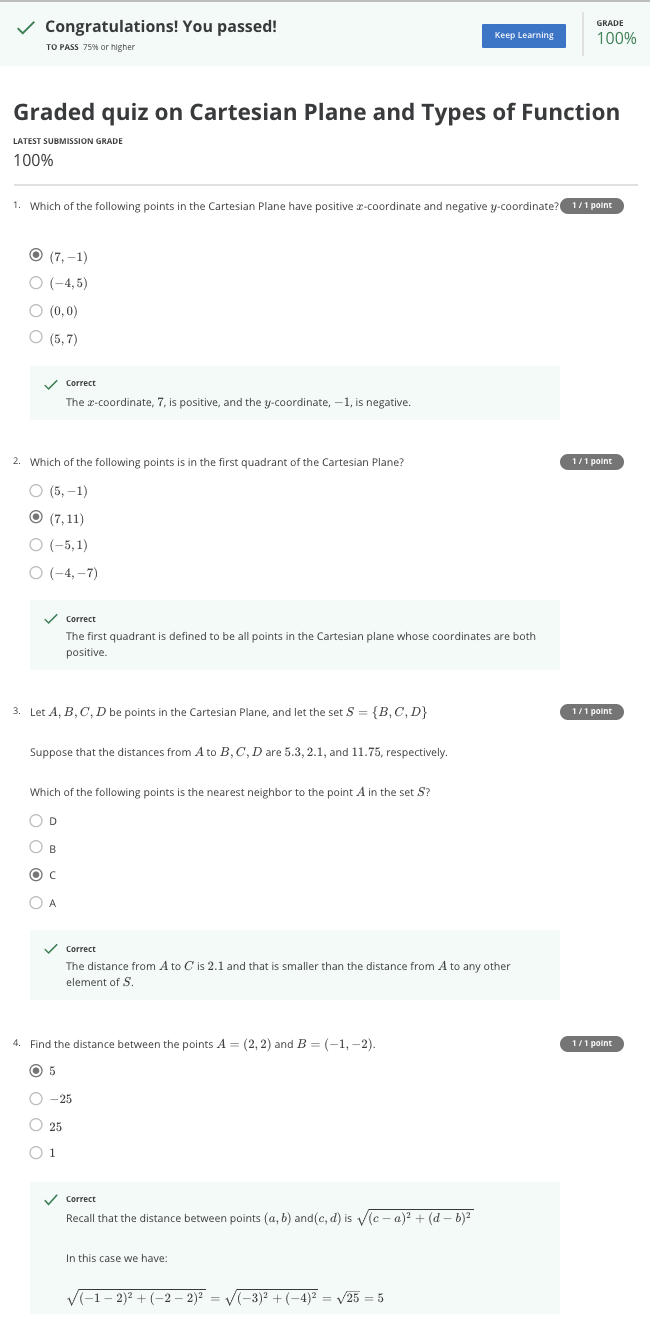 Congratulations! You passed!
TO PASS 75% or higher
Keep Learning
GRADE
100%
Graded quiz on Cartesian Plane and Types of Function
LATEST SUBMISSION GRADE
100%
1. Which of the following points in the Cartesian Plane have positive x-coordinate and negative y-coordinate? 1 / 1 point
(7, −1)
(−4, 5)
(0, 0)
(5, 7)
Correct
The x-coordinate, 7, is positive, and the y-coordinate, −1, is negative.
2. Which of the following points is in the first quadrant of the Cartesian Plane? 1 / 1 point
(5, −1)
(7, 11)
(−5, 1)
(−4, −7)
Correct
The first quadrant is defined to be all points in the Cartesian plane whose coordinates are both
positive.
3. Let A, B, C, D be points in the Cartesian Plane, and let the set S = {B, C, D} 1 / 1 point
Suppose that the distances from A to B, C, D are 5.3, 2.1, and 11.75, respectively.
Which of the following points is the nearest neighbor to the point A in the set S?
D
B
C
A
Correct
The distance from A to C is 2.1 and that is smaller than the distance from A to any other
element of S.
4. Find the distance between the points A = (2, 2) and B = (−1, −2). 1 / 1 point
5
−25
25
1
Correct
Recall that the distance between points (a, b) and(c, d) is √(c − a)² + (d − b)²
In this case we have:
√(−1 − 2)² + (−2 − 2)² = √(−3)² + (−4)² = √25 = 5